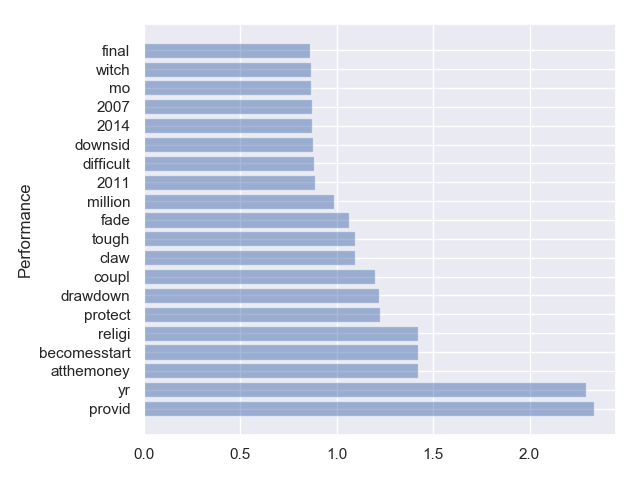 final
witch
mo
2007
2014
downsid
difficult
2011
million
fade
tough
claw
coupl
drawdown
protect
religi
becomesstart
atthemoney
yr
provid
Performance
0.0 0.5 1.0 1.5 2.0